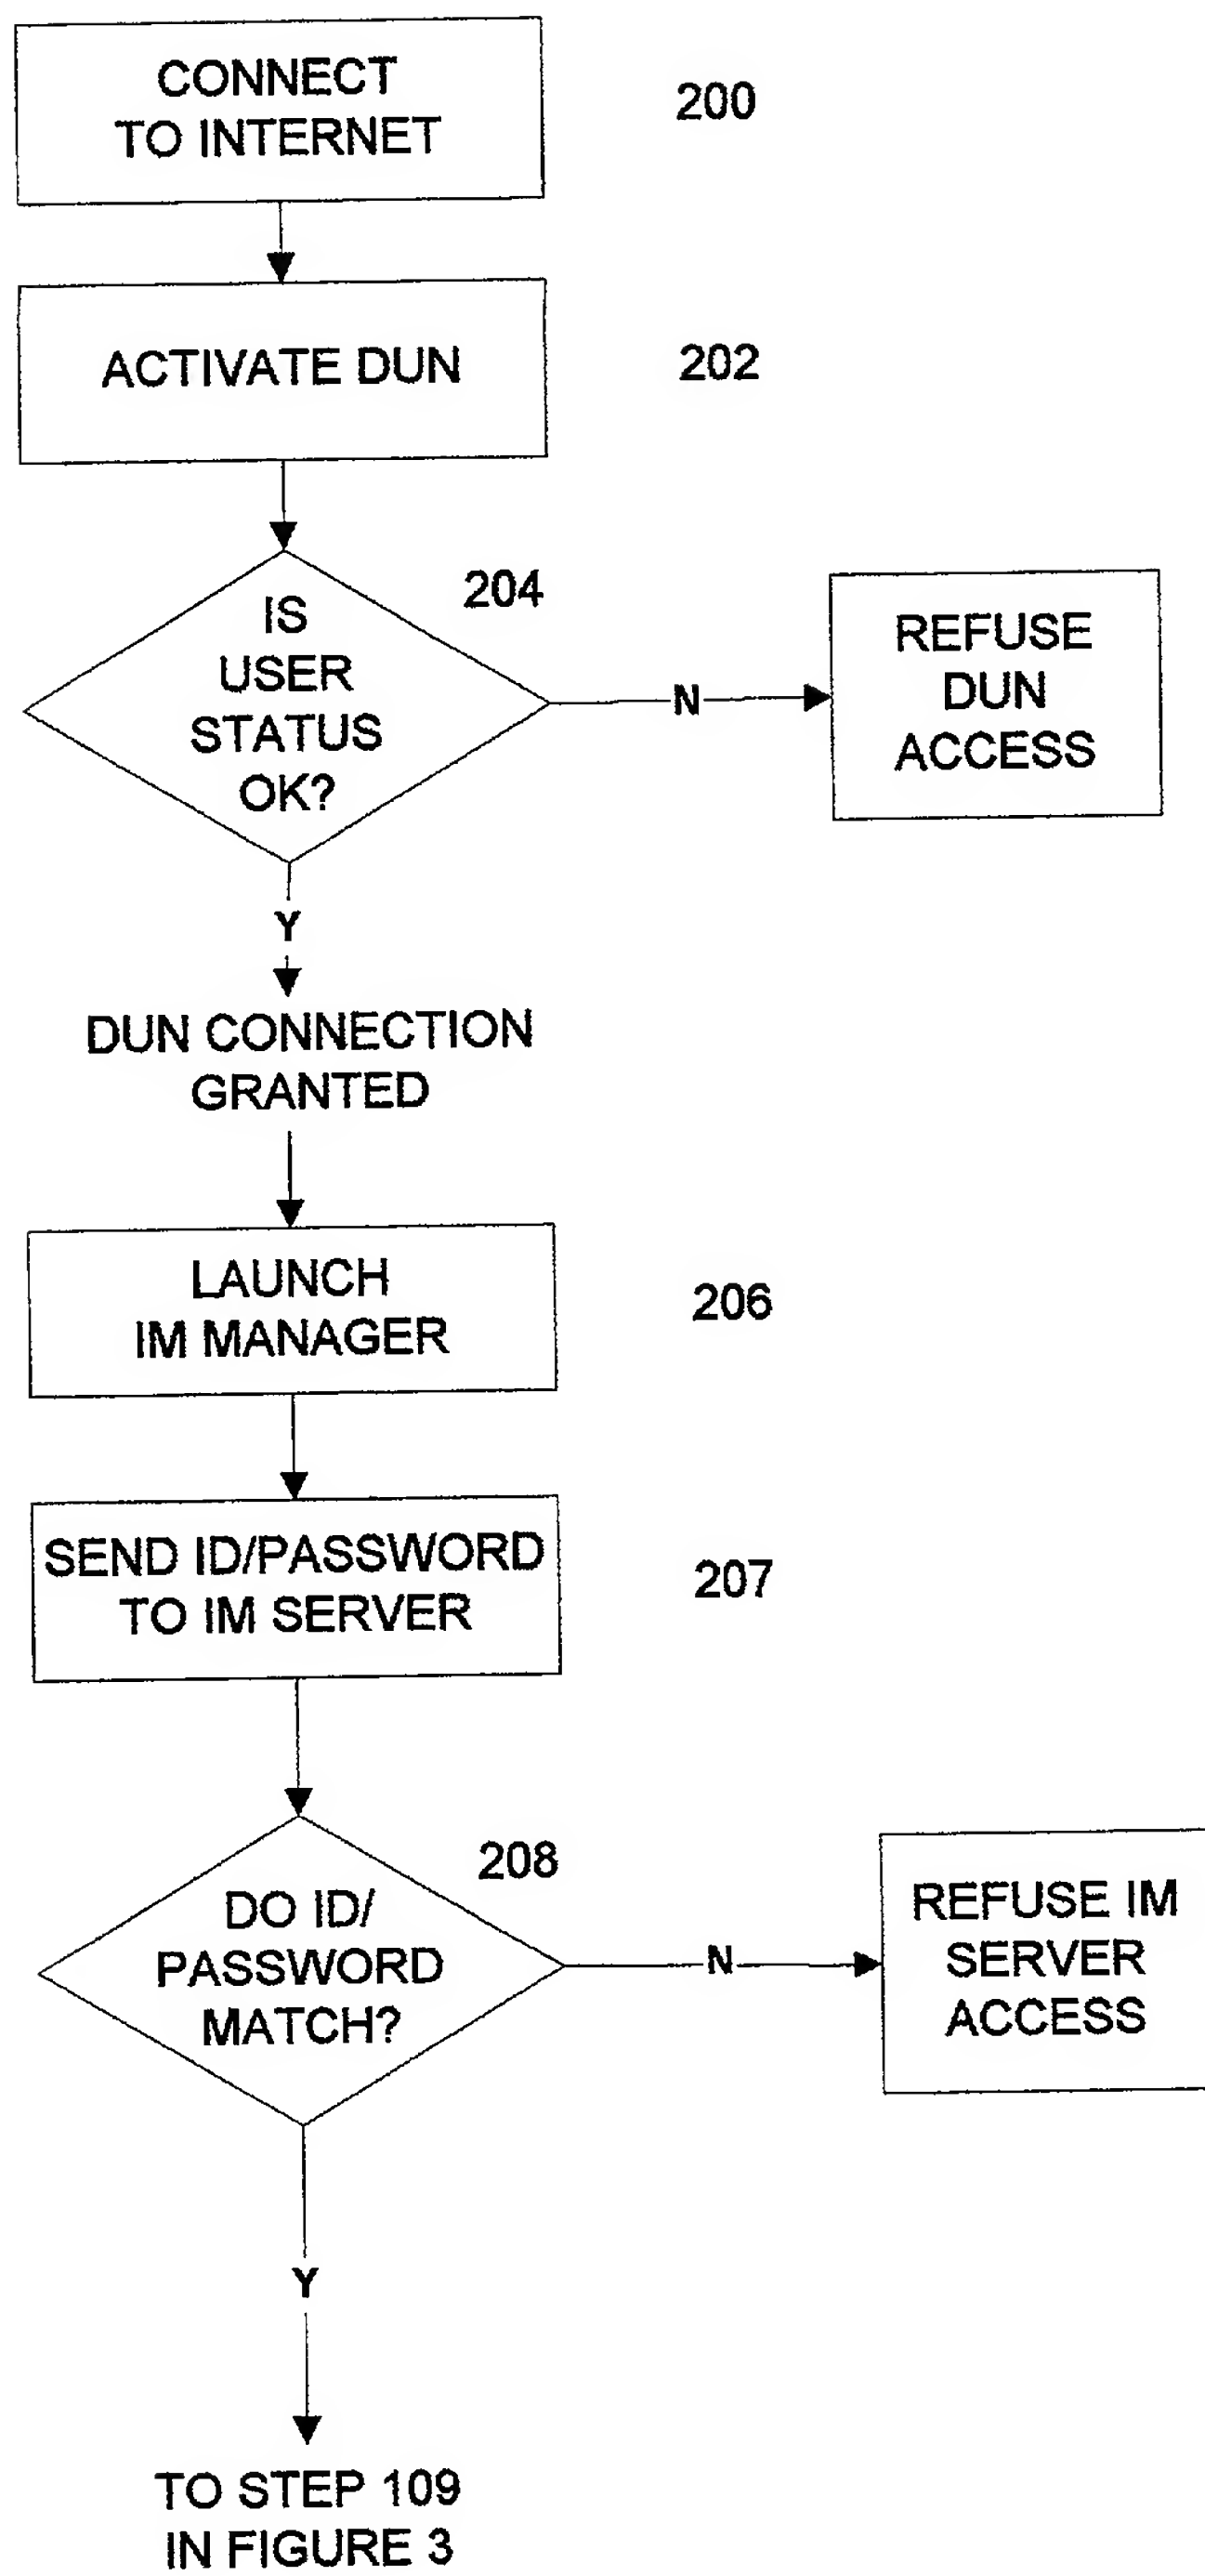 CONNECT
TO INTERNET
200
ACTIVATE DUN
202
204
IS
USER
STATUS
OK?
N
REFUSE
DUN
ACCESS
Y
DUN CONNECTION
GRANTED
LAUNCH
IM MANAGER
206
SEND ID/PASSWORD
TO IM SERVER
207
208
DO ID/
PASSWORD
MATCH?
N
REFUSE IM
SERVER
ACCESS
Y
TO STEP 109
IN FIGURE 3